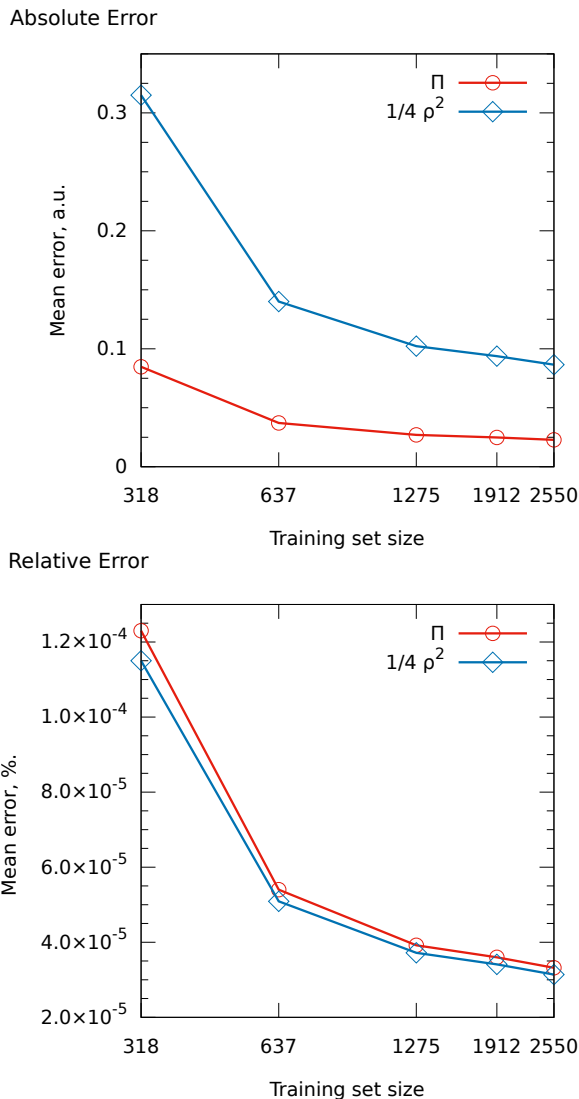 Absolute Error
Π
1/4 ρ²
0.3
0.2
0.1
0
Mean error, a.u.
318 637 1275 1912 2550
Training set size
Relative Error
Π
1/4 ρ²
1.2×10⁻⁴
1.0×10⁻⁴
8.0×10⁻⁵
6.0×10⁻⁵
4.0×10⁻⁵
2.0×10⁻⁵
Mean error, %.
318 637 1275 1912 2550
Training set size